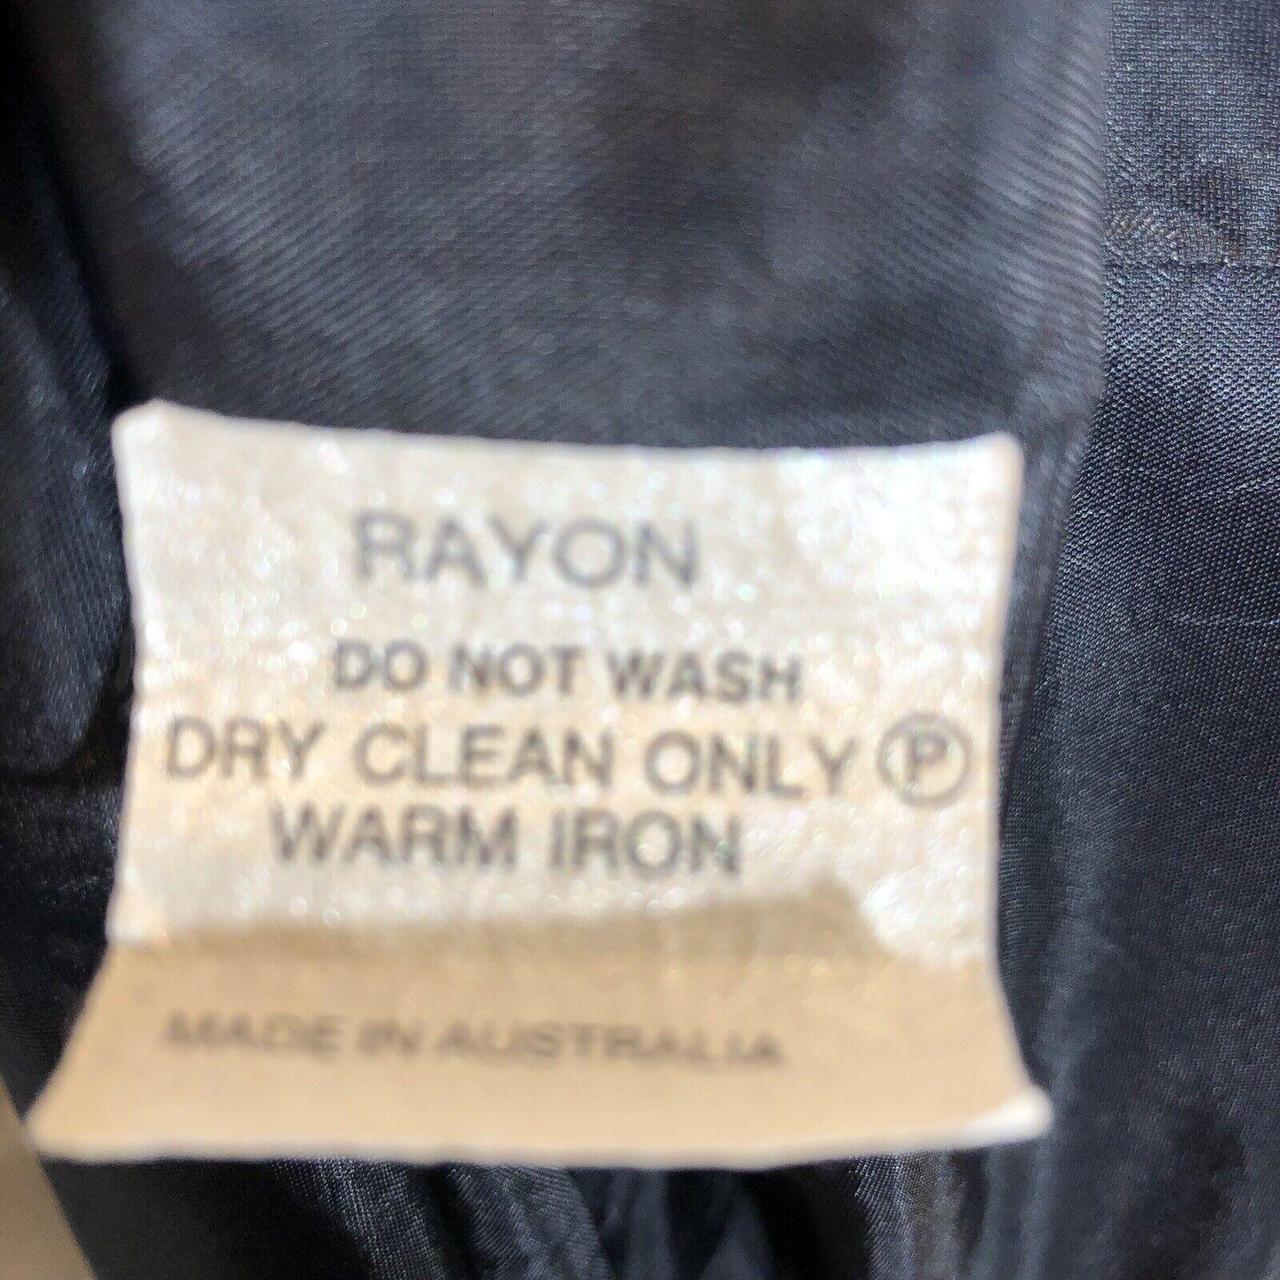 RAYON
DO NOT WASH
DRY CLEAN ONLY Ⓟ
WARM IRON
MADE IN AUSTRALIA